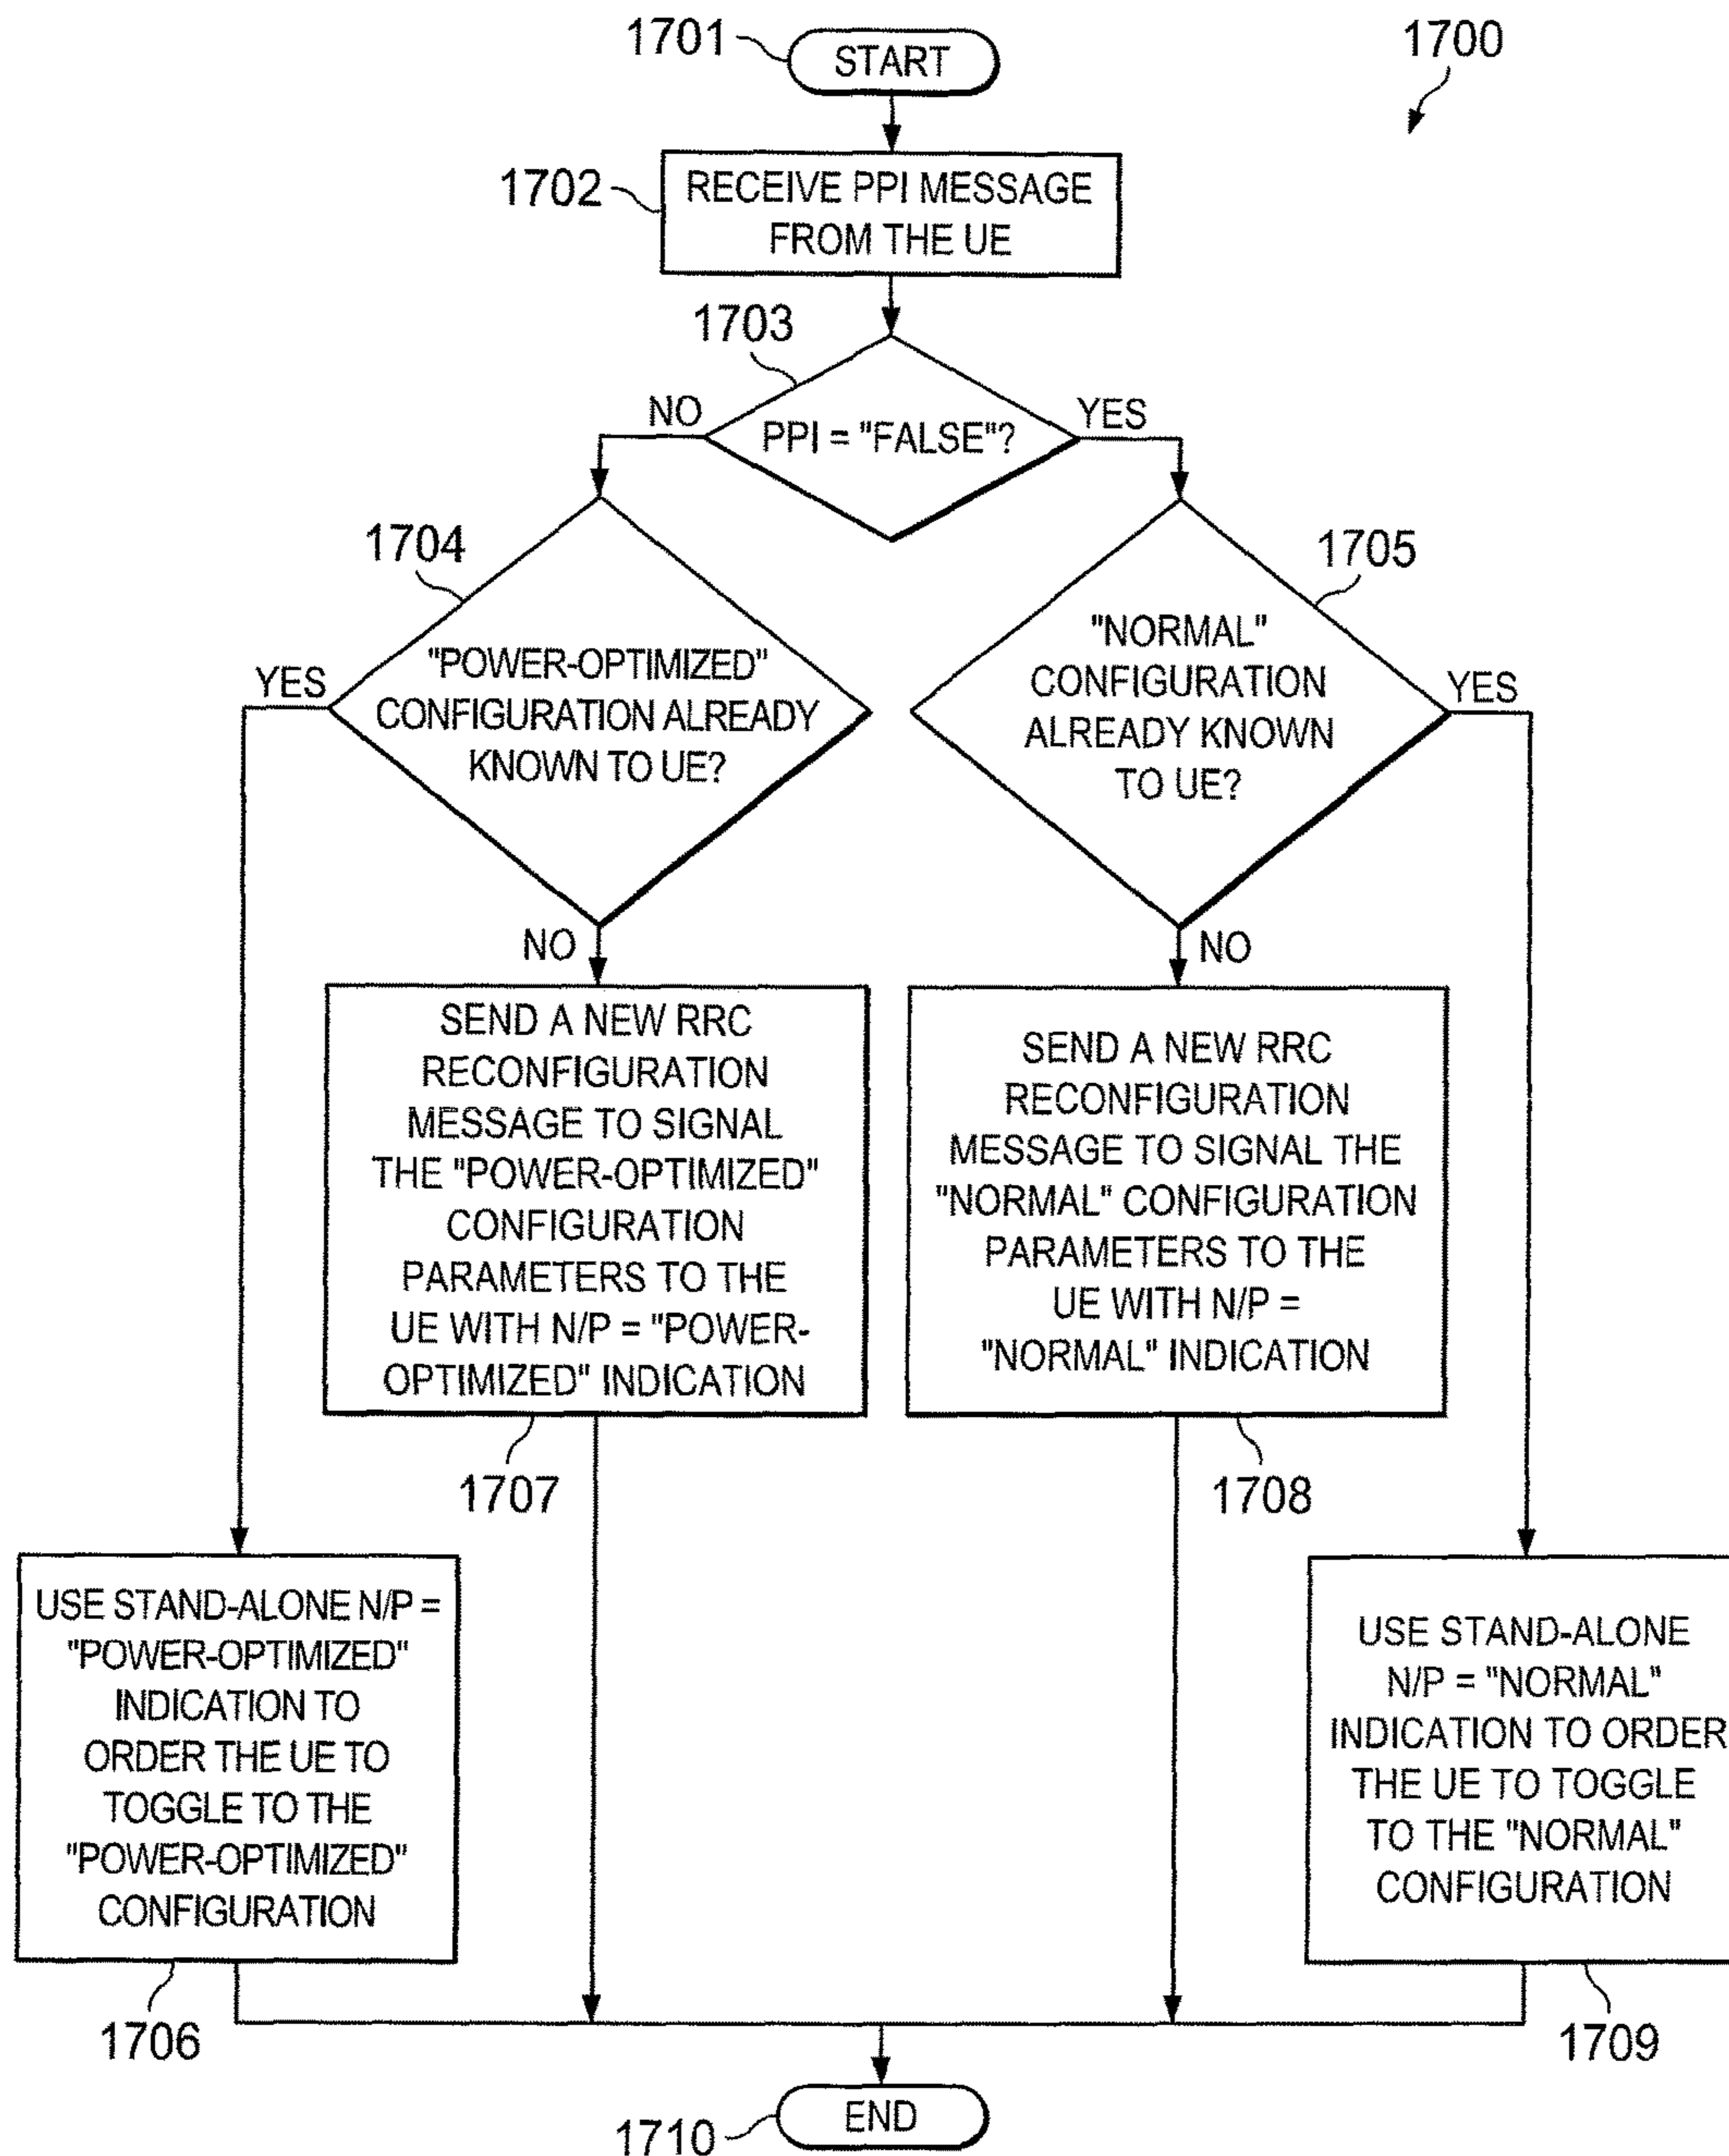 1701
START
1700
1702
RECEIVE PPI MESSAGE
FROM THE UE
1703
NO
PPI = "FALSE"?
YES
1704
"POWER-OPTIMIZED"
CONFIGURATION ALREADY
KNOWN TO UE?
YES
NO
1705
"NORMAL"
CONFIGURATION
ALREADY KNOWN
TO UE?
YES
NO
SEND A NEW RRC
RECONFIGURATION
MESSAGE TO SIGNAL
THE "POWER-OPTIMIZED"
CONFIGURATION
PARAMETERS TO THE
UE WITH N/P = "POWER-
OPTIMIZED" INDICATION
1707
SEND A NEW RRC
RECONFIGURATION
MESSAGE TO SIGNAL THE
"NORMAL" CONFIGURATION
PARAMETERS TO THE
UE WITH N/P =
"NORMAL" INDICATION
1708
USE STAND-ALONE N/P =
"POWER-OPTIMIZED"
INDICATION TO
ORDER THE UE TO
TOGGLE TO THE
"POWER-OPTIMIZED"
CONFIGURATION
1706
USE STAND-ALONE
N/P = "NORMAL"
INDICATION TO ORDER
THE UE TO TOGGLE
TO THE "NORMAL"
CONFIGURATION
1709
1710
END